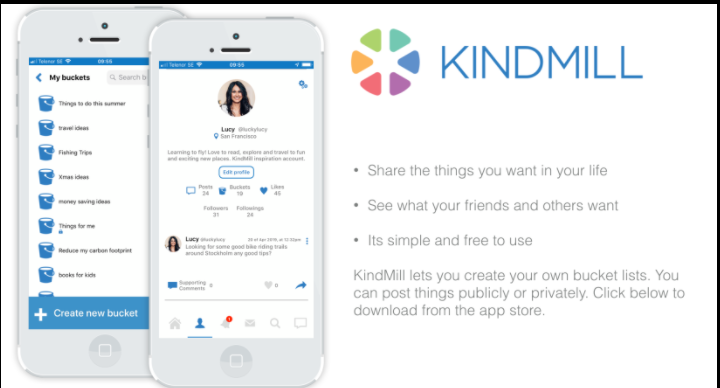 Telenor SE 09:55
My buckets
Search b
Things to do this summer
travel ideas
Fishing Trips
Xmas ideas
money saving ideas
Things for me
Reduce my carbon footprint
books for kids
+ Create new bucket
Telenor SE 09:55
Lucy @luckylucy
San Francisco
Learning to fly! Love to read, explore and travel to fun
and exciting new places. KindMill inspiration account.
Edit profile
Posts Buckets Likes
24 19 45
Followers Followings
31 24
Lucy @luckylucy 25 of Apr 2019, at 12:33pm
Looking for some good bike riding trails
around Stockholm any good tips?
Supporting
Comments 0 0
KINDMILL
• Share the things you want in your life
• See what your friends and others want
• Its simple and free to use
KindMill lets you create your own bucket lists. You
can post things publicly or privately. Click below to
download from the app store.